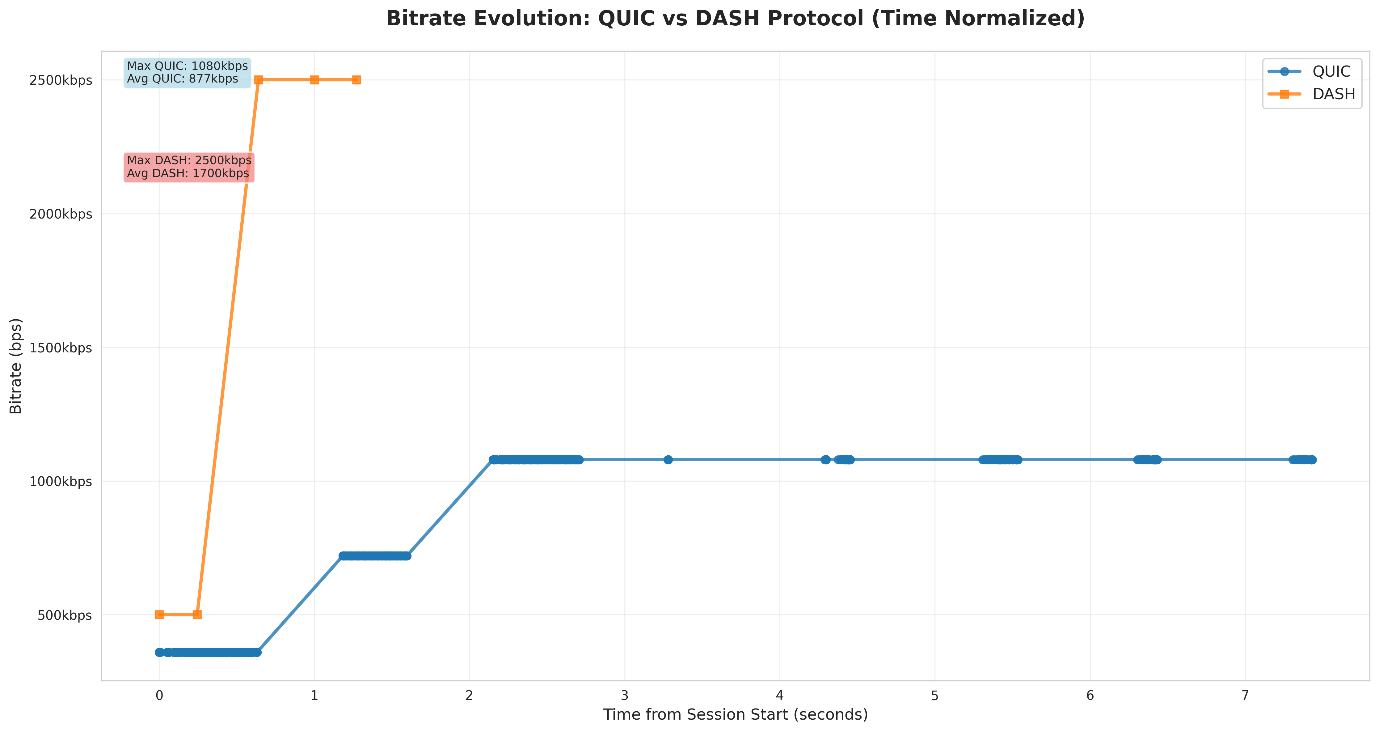 Bitrate Evolution: QUIC vs DASH Protocol (Time Normalized)
Max QUIC: 1080kbps
Avg QUIC: 877kbps
Max DASH: 2500kbps
Avg DASH: 1700kbps
QUIC
DASH
Bitrate (bps)
2500kbps
2000kbps
1500kbps
1000kbps
500kbps
0 1 2 3 4 5 6 7
Time from Session Start (seconds)